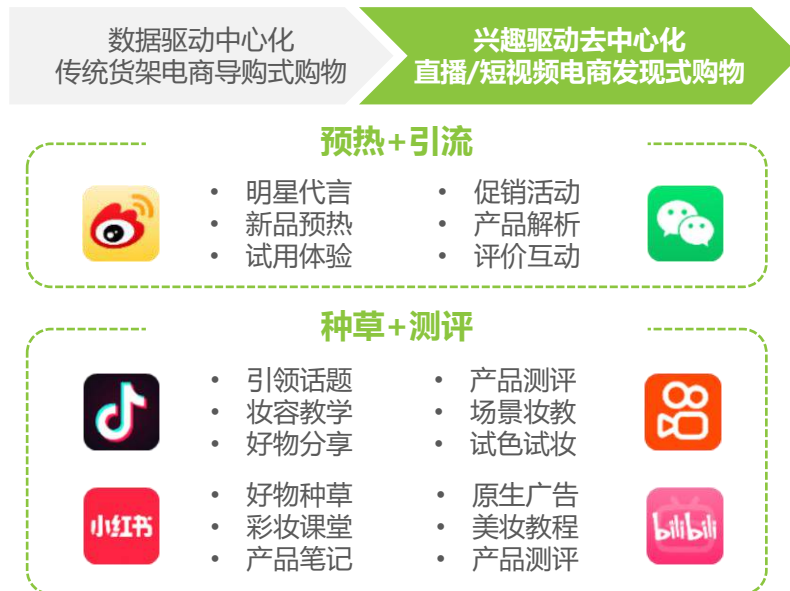 数据驱动中心化
传统货架电商导购式购物
兴趣驱动去中心化
直播/短视频电商发现式购物
预热+引流
• 明星代言
• 新品预热
• 试用体验
• 促销活动
• 产品解析
• 评价互动
种草+测评
• 引领话题
• 妆容教学
• 好物分享
• 产品测评
• 场景妆教
• 试色试妆
小红书
• 好物种草
• 彩妆课堂
• 产品笔记
• 原生广告
• 美妆教程
• 产品测评
bilibili